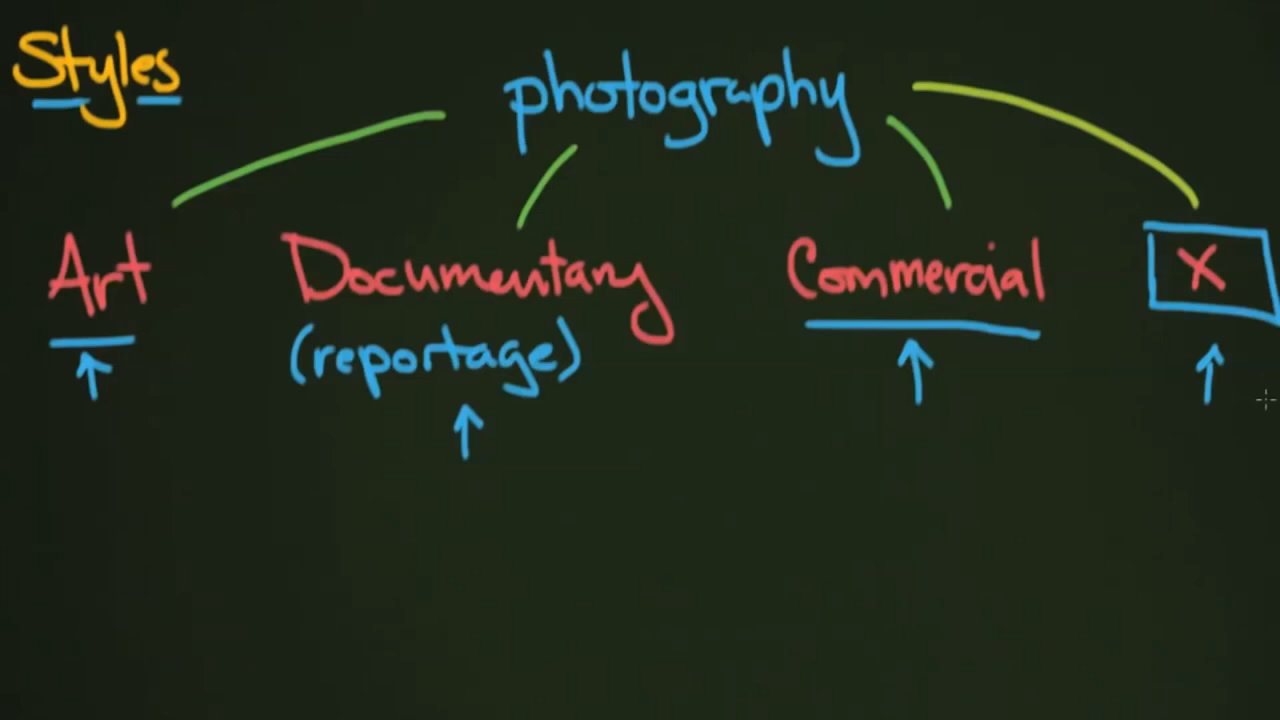 Styles
photography
Art
Documentary
(reportage)
Commercial
X